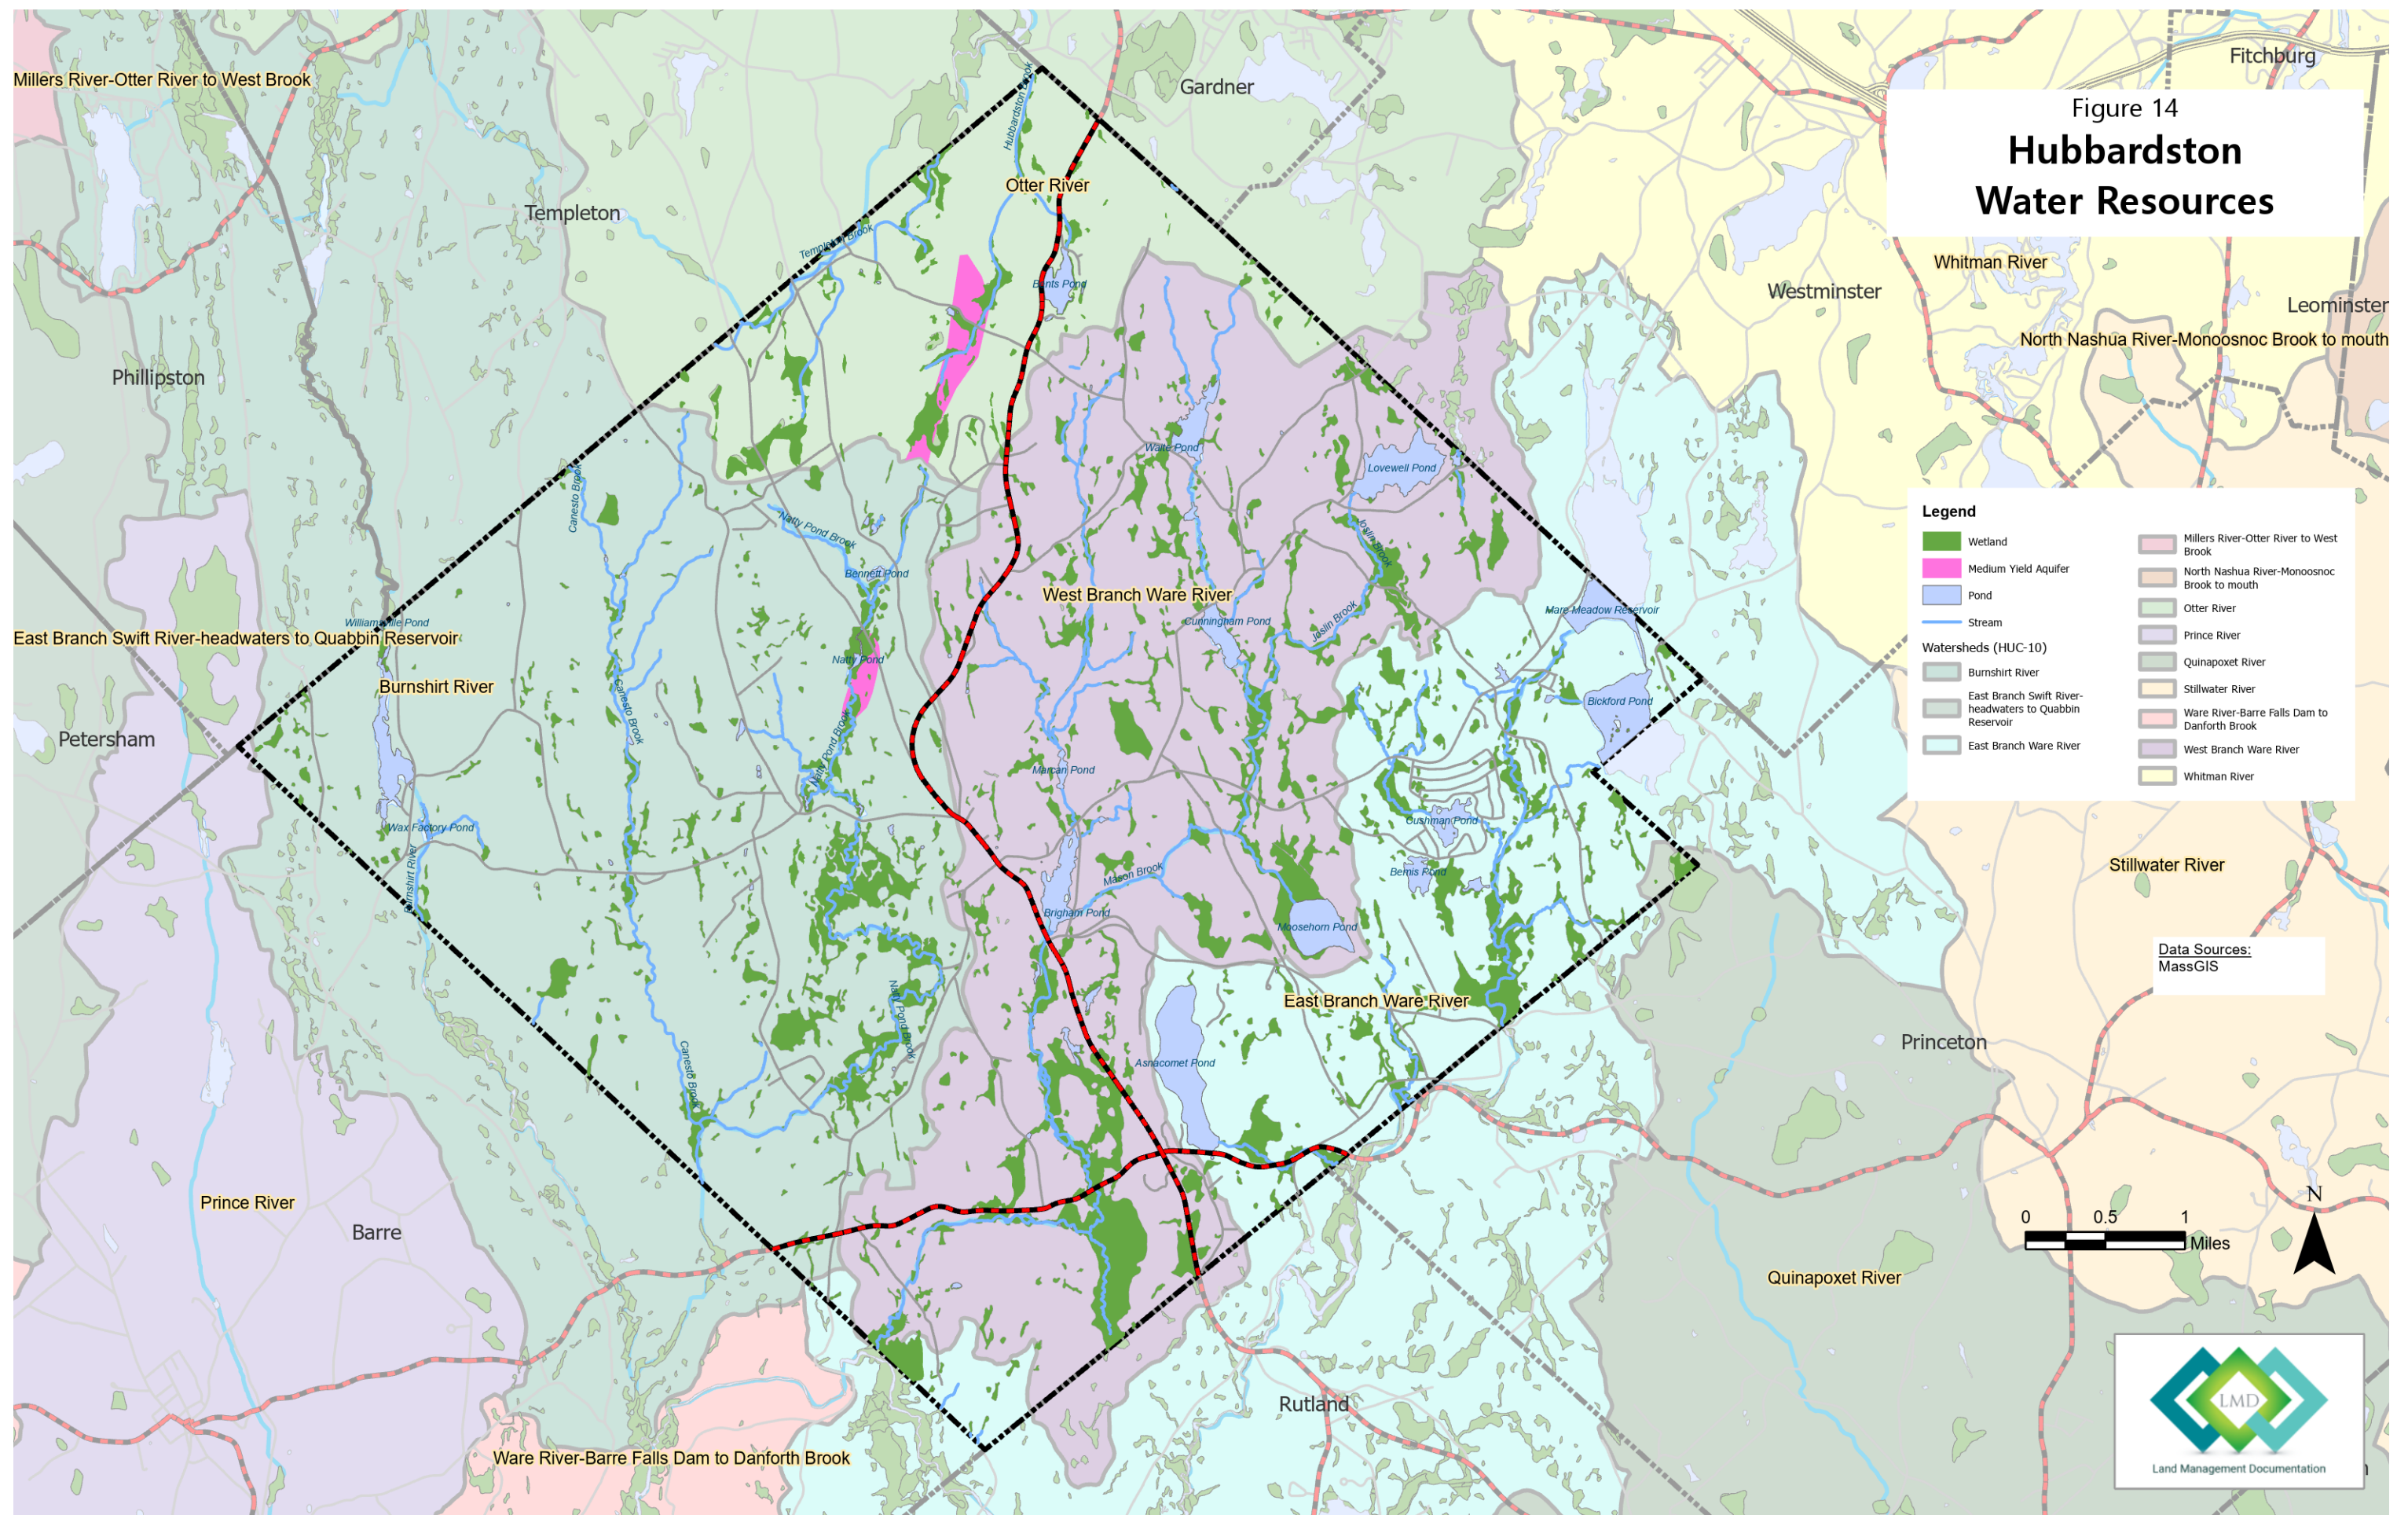 Figure 14
Hubbardston
Water Resources
Millers River-Otter River to West Brook
Gardner
Fitchburg
Hubbardston Brook
Otter River
Templeton
Templeton Brook
Bents Pond
Whitman River
Westminster
Leominster
North Nashua River-Monoosnoc Brook to mouth
Phillipston
Waite Pond
Lovewell Pond
Canesto Brook
Natty Pond Brook
Joslin Brook
Bennett Pond
West Branch Ware River
Mare Meadow Reservoir
Williamsville Pond
Cunningham Pond
Joslin Brook
East Branch Swift River-headwaters to Quabbin Reservoir
Natty Pond
Burnshirt River
Canesto Brook
Bickford Pond
Petersham
Natty Pond Brook
Marcan Pond
Wax Factory Pond
Cushman Pond
Burnshirt River
Mason Brook
Bemis Pond
Brigham Pond
Moosehorn Pond
Stillwater River
Natty Pond Brook
East Branch Ware River
Canesto Brook
Asnacomet Pond
Princeton
Prince River
Barre
Quinapoxet River
Rutland
Ware River-Barre Falls Dam to Danforth Brook
Legend
Wetland
Medium Yield Aquifer
Pond
Stream
Watersheds (HUC-10)
Burnshirt River
East Branch Swift River-
headwaters to Quabbin
Reservoir
East Branch Ware River
Millers River-Otter River to West
Brook
North Nashua River-Monoosnoc
Brook to mouth
Otter River
Prince River
Quinapoxet River
Stillwater River
Ware River-Barre Falls Dam to
Danforth Brook
West Branch Ware River
Whitman River
Data Sources:
MassGIS
N
0 0.5 1
Miles
LMD
Land Management Documentation